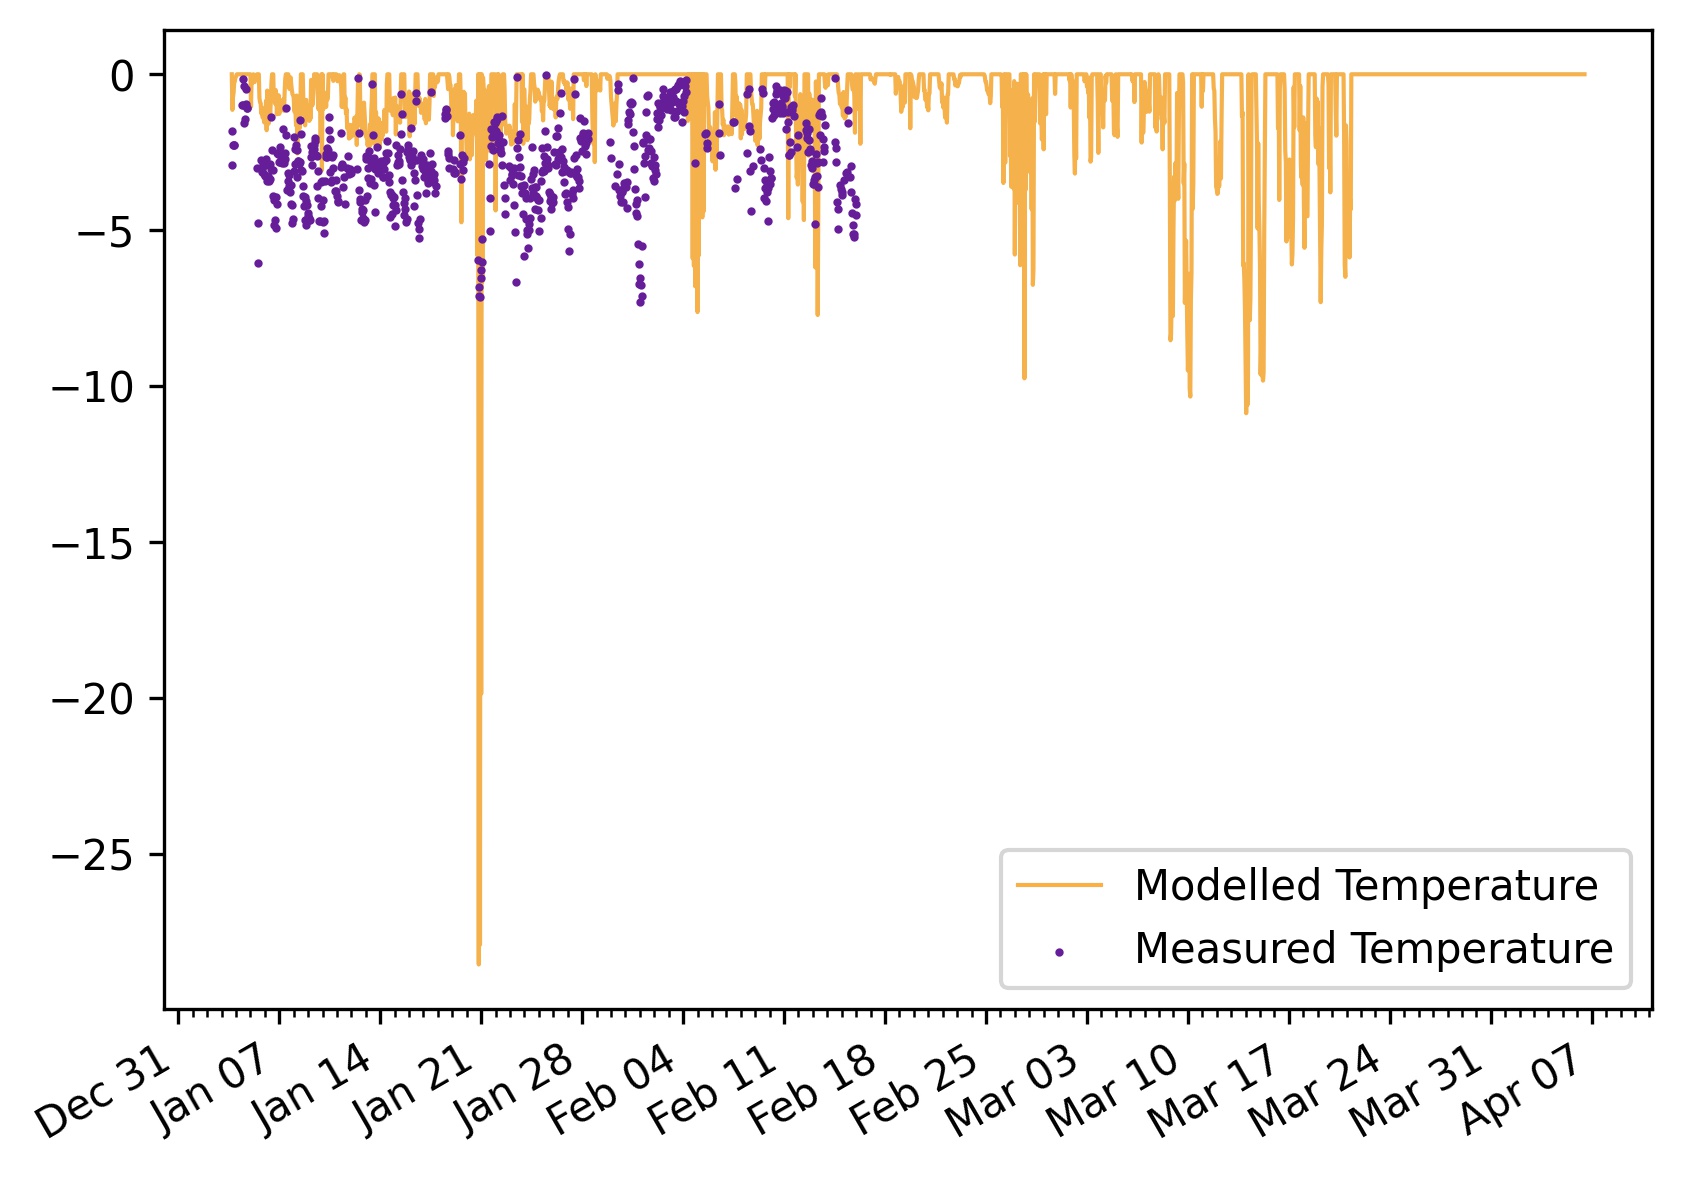 0
−5
−10
−15
−20
−25
Modelled Temperature
Measured Temperature
Dec 31
Jan 07
Jan 14
Jan 21
Jan 28
Feb 04
Feb 11
Feb 18
Feb 25
Mar 03
Mar 10
Mar 17
Mar 24
Mar 31
Apr 07